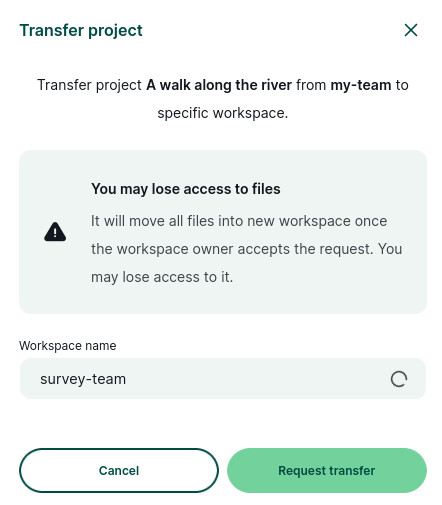 Transfer project
Transfer project A walk along the river from my-team to
specific workspace.
You may lose access to files
It will move all files into new workspace once
the workspace owner accepts the request. You
may lose access to it.
Workspace name
survey-team
Cancel
Request transfer